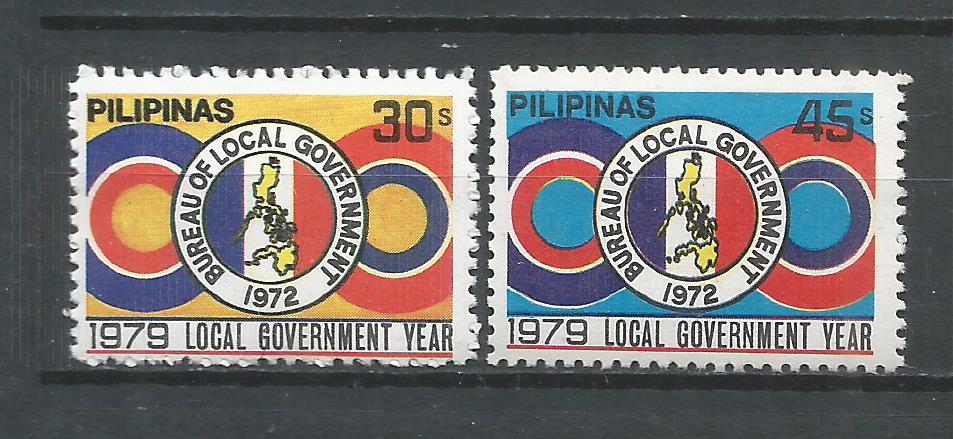 PILIPINAS 30s
BUREAU OF LOCAL GOVERNMENT
1972
1979 LOCAL GOVERNMENT YEAR
PILIPINAS 45s
BUREAU OF LOCAL GOVERNMENT
1972
1979 LOCAL GOVERNMENT YEAR